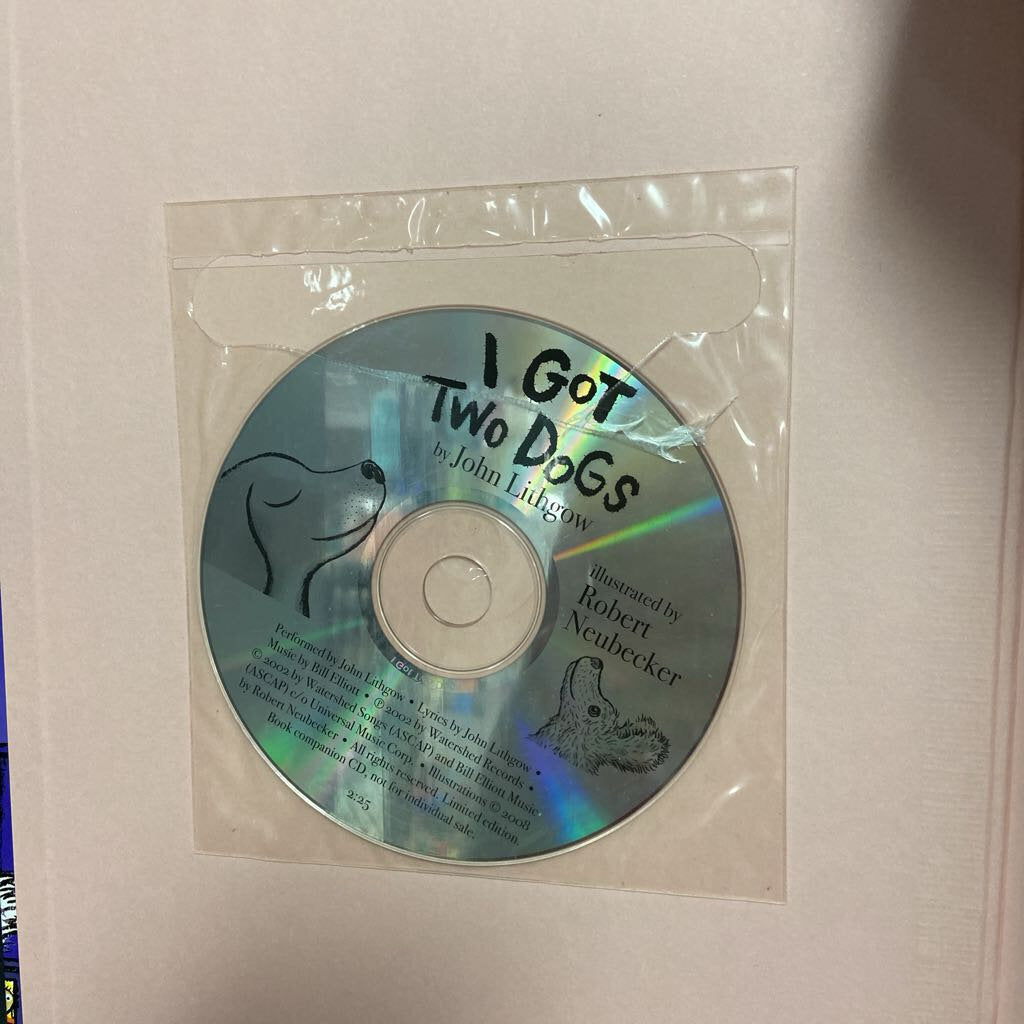 I GOT
TWO DOGS
by John Lithgow
illustrated by
Robert
Neubecker
Performed by John Lithgow • Lyrics by John Lithgow •
Music by Bill Elliott • ℗ 2002 by Watershed Records •
© 2002 by Watershed Songs (ASCAP) and Bill Elliott Music
(ASCAP) c/o Universal Music Corp. • Illustrations © 2008
by Robert Neubecker • All rights reserved. Limited edition.
Book companion CD, not for individual sale.
2:25
I GOT